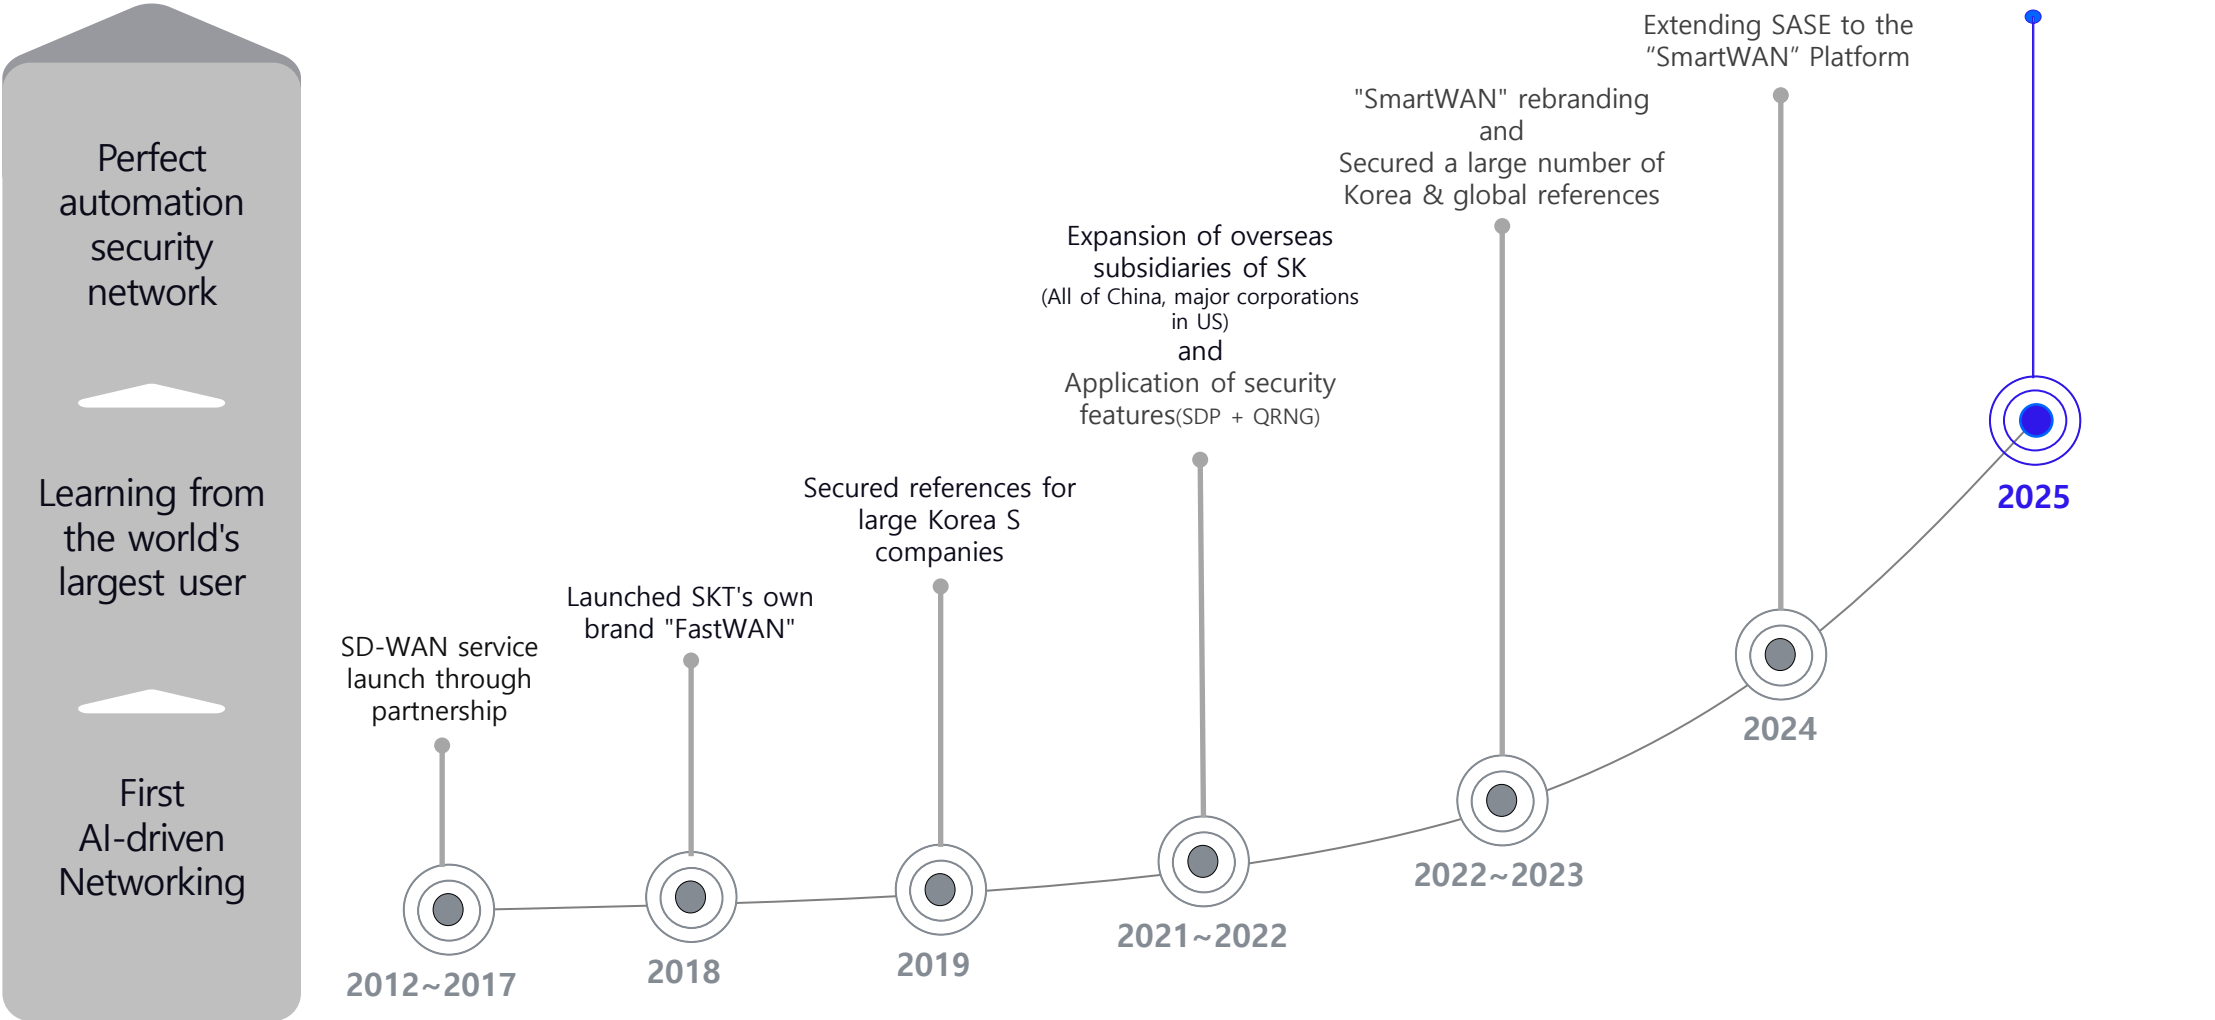 Perfect
automation
security
network
Learning from
the world's
largest user
First
AI-driven
Networking
SD-WAN service
launch through
partnership
2012~2017
Launched SKT's own
brand "FastWAN"
2018
Secured references for
large Korea S
companies
2019
Expansion of overseas
subsidiaries of SK
(All of China, major corporations
in US)
and
Application of security
features(SDP + QRNG)
2021~2022
"SmartWAN" rebranding
and
Secured a large number of
Korea & global references
2022~2023
Extending SASE to the
“SmartWAN” Platform
2024
2025